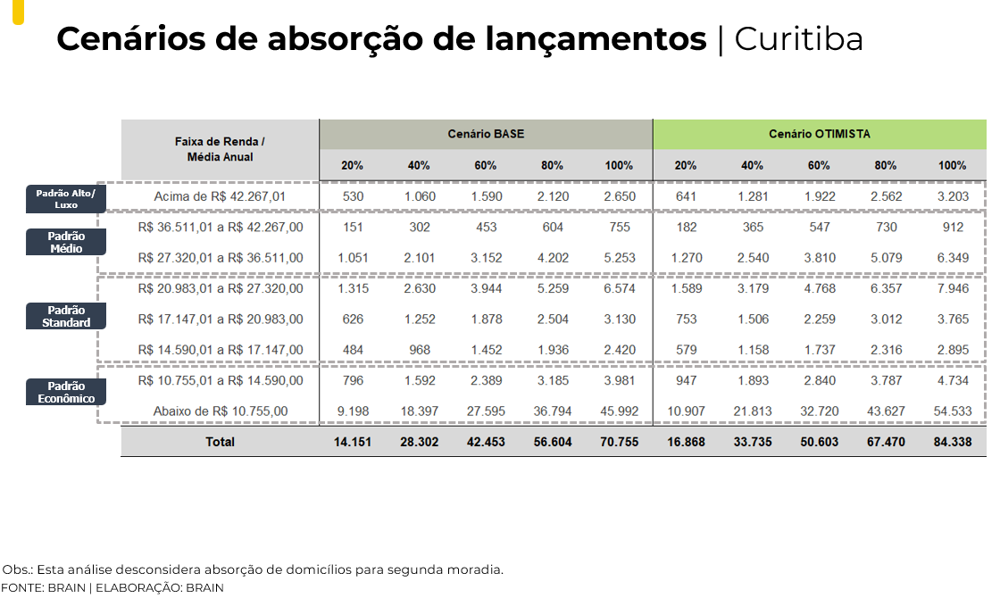 Cenários de absorção de lançamentos | Curitiba
Faixa de Renda / Média Anual Cenário BASE Cenário OTIMISTA
20% 40% 60% 80% 100% 20% 40% 60% 80% 100%
Padrão Alto/ Luxo Acima de R$ 42.267,01 530 1.060 1.590 2.120 2.650 641 1.281 1.922 2.562 3.203
Padrão Médio R$ 36.511,01 a R$ 42.267,00 151 302 453 604 755 182 365 547 730 912
R$ 27.320,01 a R$ 36.511,00 1.051 2.101 3.152 4.202 5.253 1.270 2.540 3.810 5.079 6.349
R$ 20.983,01 a R$ 27.320,00 1.315 2.630 3.944 5.259 6.574 1.589 3.179 4.768 6.357 7.946
Padrão Standard R$ 17.147,01 a R$ 20.983,00 626 1.252 1.878 2.504 3.130 753 1.506 2.259 3.012 3.765
R$ 14.590,01 a R$ 17.147,00 484 968 1.452 1.936 2.420 579 1.158 1.737 2.316 2.895
Padrão Econômico R$ 10.755,01 a R$ 14.590,00 796 1.592 2.389 3.185 3.981 947 1.893 2.840 3.787 4.734
Abaixo de R$ 10.755,00 9.198 18.397 27.595 36.794 45.992 10.907 21.813 32.720 43.627 54.533
Total 14.151 28.302 42.453 56.604 70.755 16.868 33.735 50.603 67.470 84.338
Obs.: Esta análise desconsidera absorção de domicílios para segunda moradia.
FONTE: BRAIN | ELABORAÇÃO: BRAIN